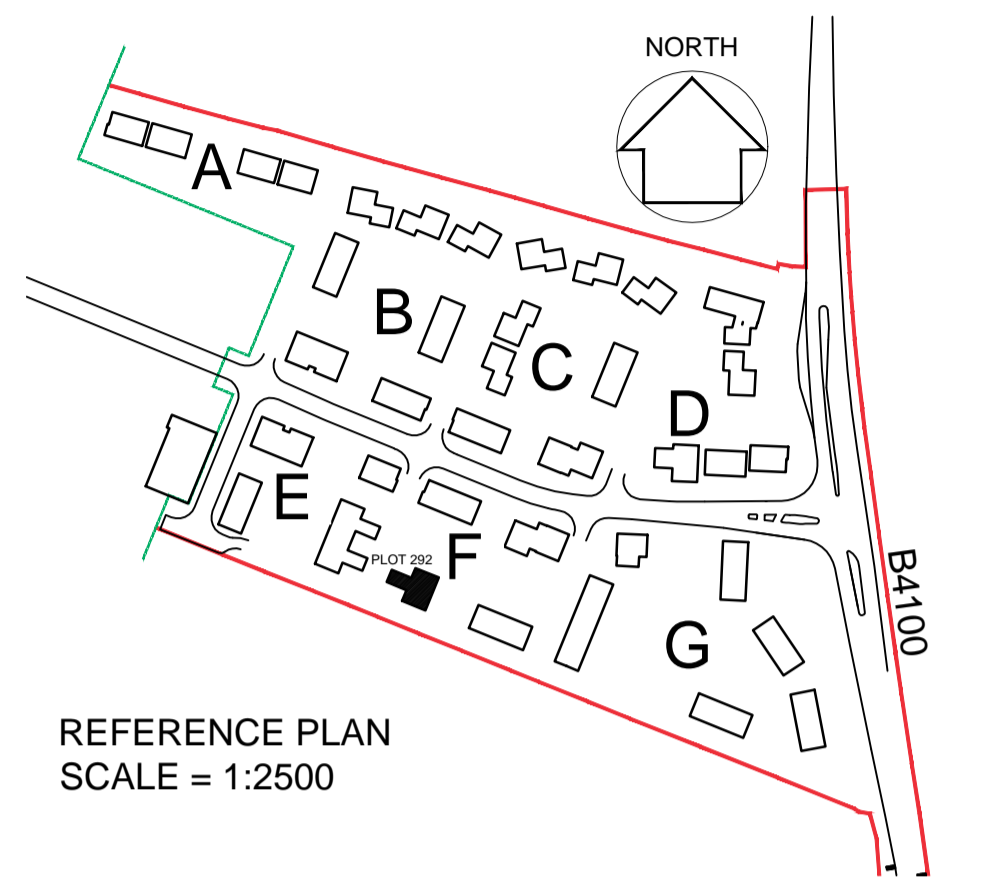 NORTH
A
B
C
D
E
PLOT 292
F
G
B4100
REFERENCE PLAN
SCALE = 1:2500